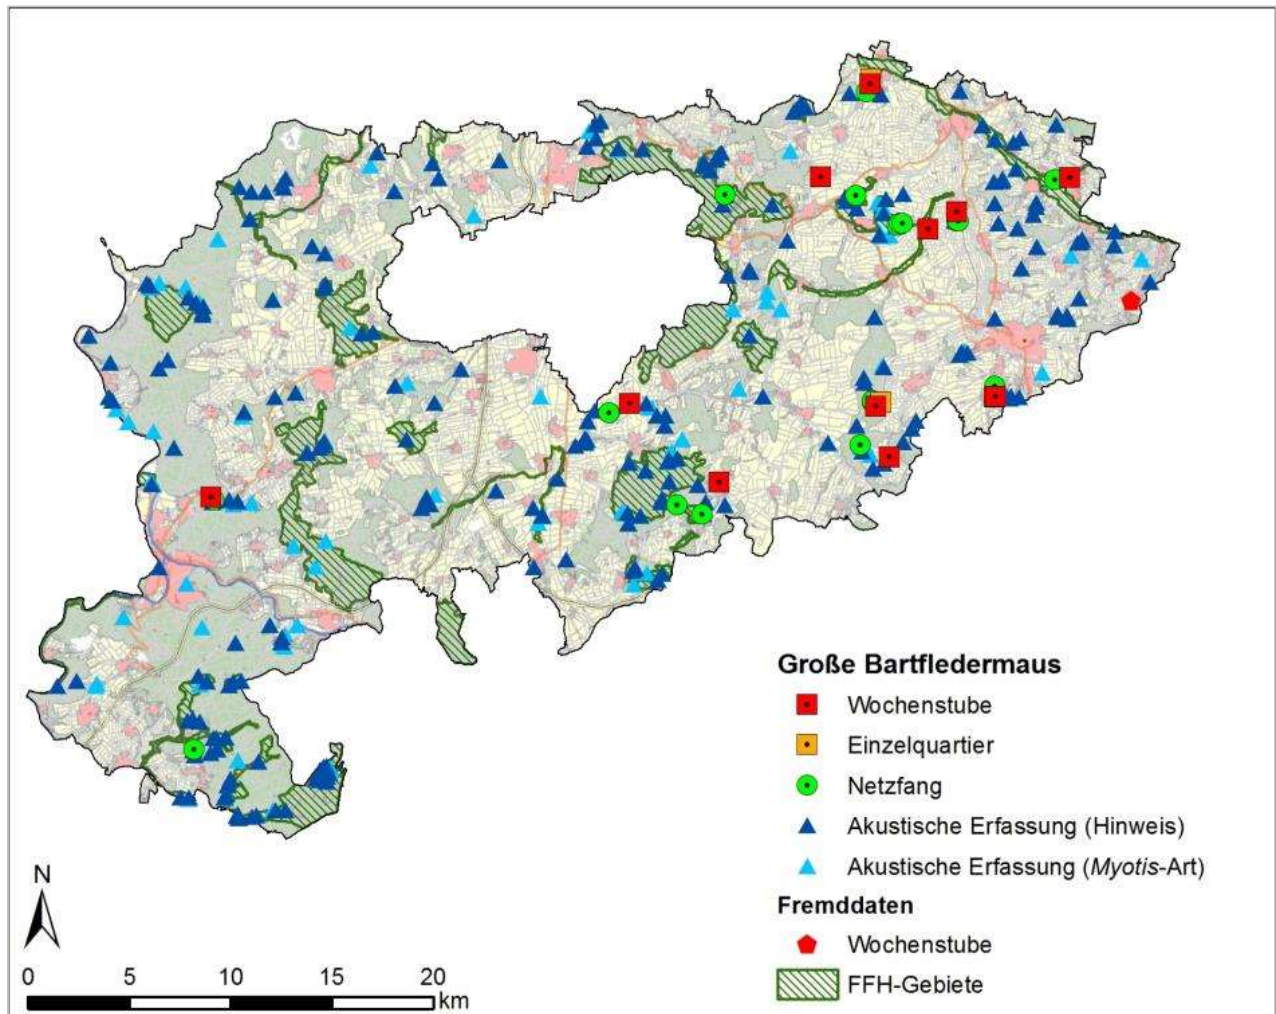 Große Bartfledermaus
Wochenstube
Einzelquartier
Netzfang
Akustische Erfassung (Hinweis)
Akustische Erfassung (Myotis-Art)
Fremddaten
Wochenstube
FFH-Gebiete
N
0 5 10 15 20
km